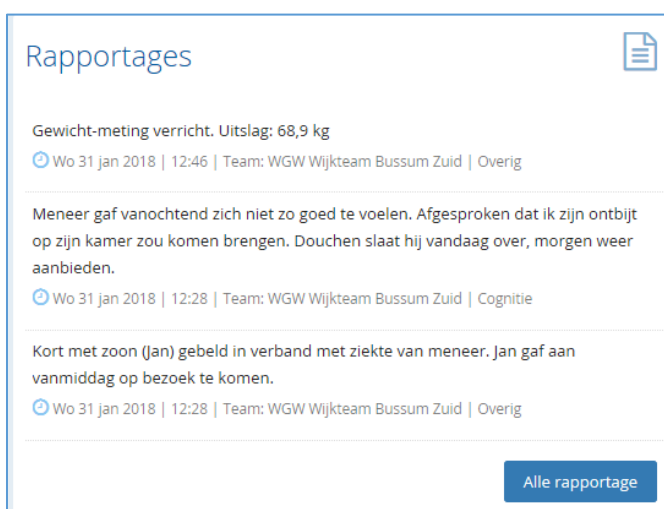 Rapportages
Gewicht-meting verricht. Uitslag: 68,9 kg
Wo 31 jan 2018 | 12:46 | Team: WGW Wijkteam Bussum Zuid | Overig
Meneer gaf vanochtend zich niet zo goed te voelen. Afgesproken dat ik zijn ontbijt
op zijn kamer zou komen brengen. Douchen slaat hij vandaag over, morgen weer
aanbieden.
Wo 31 jan 2018 | 12:28 | Team: WGW Wijkteam Bussum Zuid | Cognitie
Kort met zoon (Jan) gebeld in verband met ziekte van meneer. Jan gaf aan
vanmiddag op bezoek te komen.
Wo 31 jan 2018 | 12:28 | Team: WGW Wijkteam Bussum Zuid | Overig
Alle rapportage